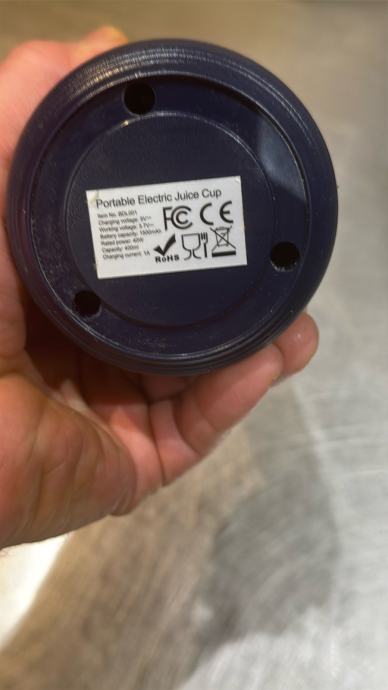 Portable Electric Juice Cup
Item No. BDL001
Charging voltage: 5V
Working voltage: 3.7V
Battery capacity: 1500mAh
Rated power: 40W
Capacity: 400ml
Charging current: 1A
FC CE
RoHS